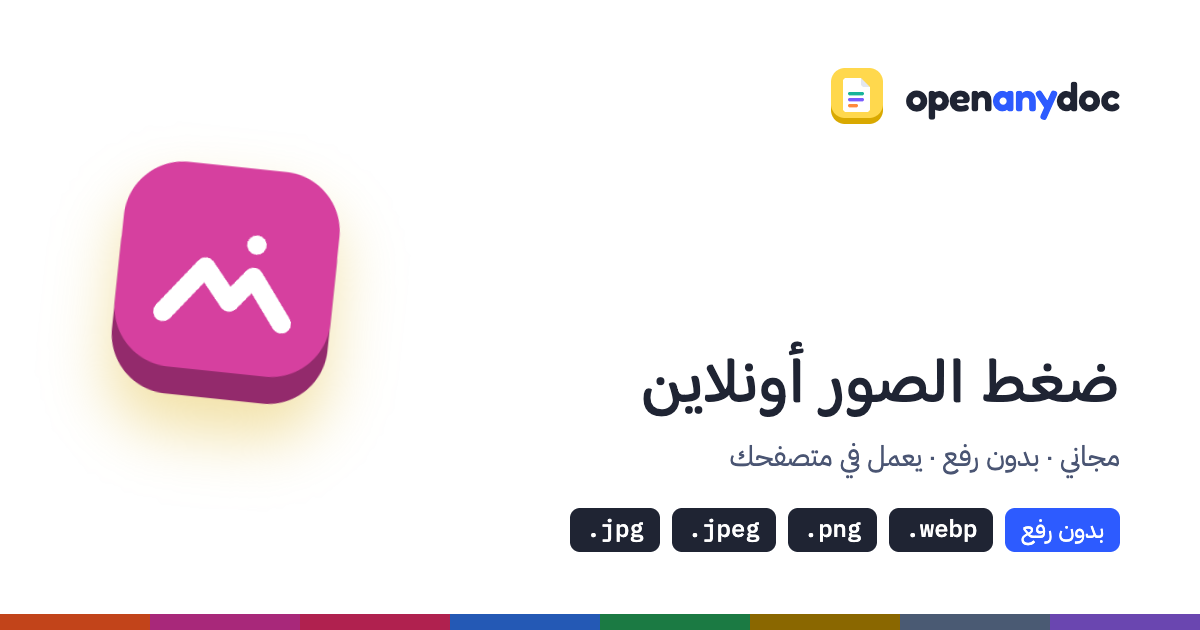 openanydoc
ضغط الصور أونلاين
مجاني · بدون رفع · يعمل في متصفحك
بدون رفع .webp .png .jpeg .jpg